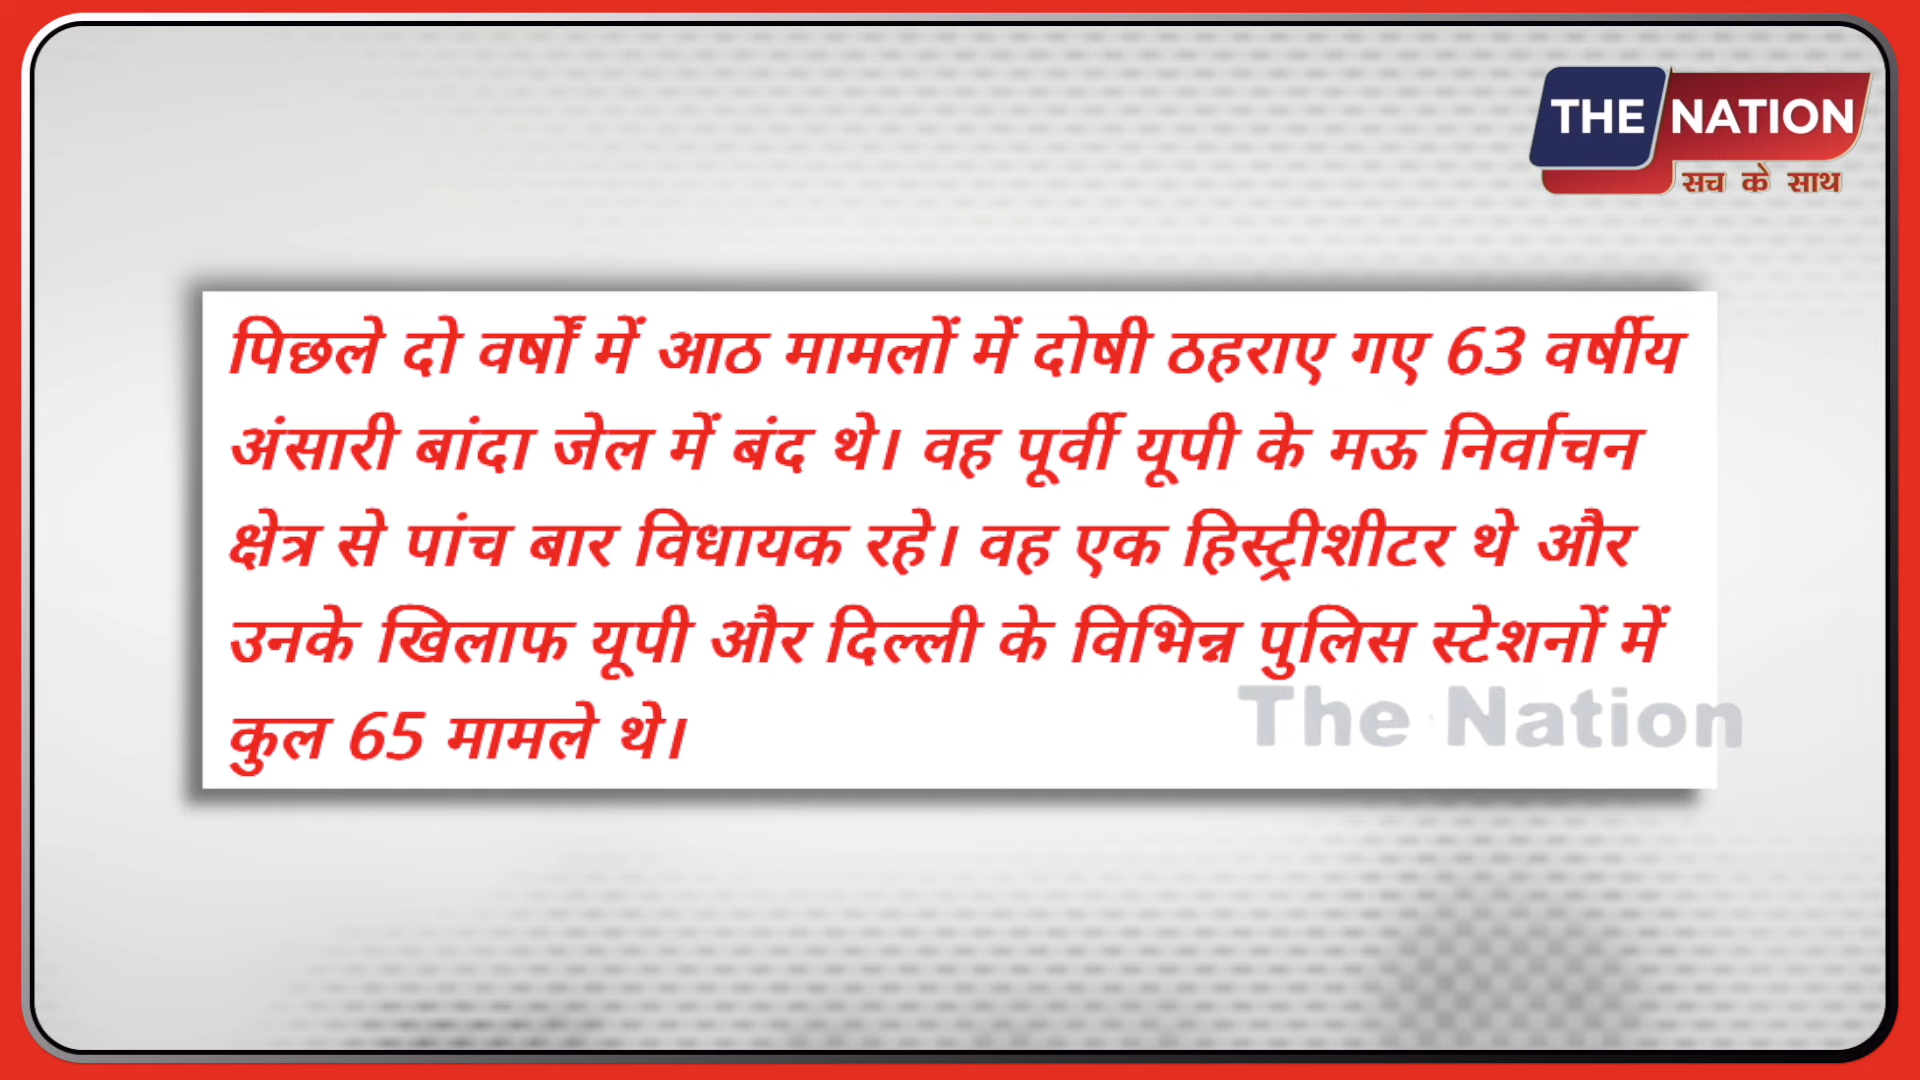 THE NATION
सच के साथ
पिछले दो वर्षों में आठ मामलों में दोषी ठहराए गए 63 वर्षीय
अंसारी बांदा जेल में बंद थे। वह पूर्वी यूपी के मऊ निर्वाचन
क्षेत्र से पांच बार विधायक रहे। वह एक हिस्ट्रीशीटर थे और
उनके खिलाफ यूपी और दिल्ली के विभिन्न पुलिस स्टेशनों में
कुल 65 मामले थे।
The Nation